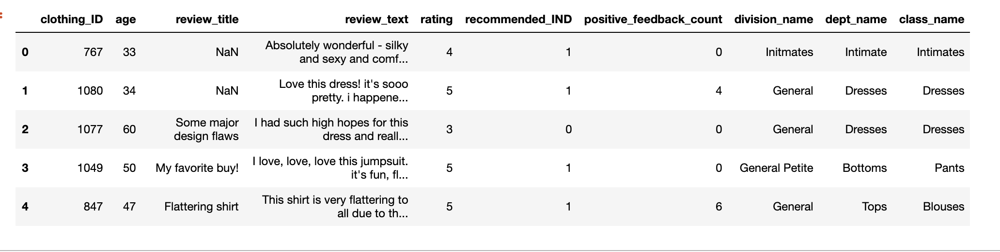 clothing_ID age review_title review_text rating recommended_IND positive_feedback_count division_name dept_name class_name
0 767 33 NaN Absolutely wonderful - silky and sexy and comf... 4 1 0 Initmates Intimate Intimates
1 1080 34 NaN Love this dress! it's sooo pretty. i happene... 5 1 4 General Dresses Dresses
2 1077 60 Some major design flaws I had such high hopes for this dress and reall... 3 0 0 General Dresses Dresses
3 1049 50 My favorite buy! I love, love, love this jumpsuit. it's fun, fl... 5 1 0 General Petite Bottoms Pants
4 847 47 Flattering shirt This shirt is very flattering to all due to th... 5 1 6 General Tops Blouses